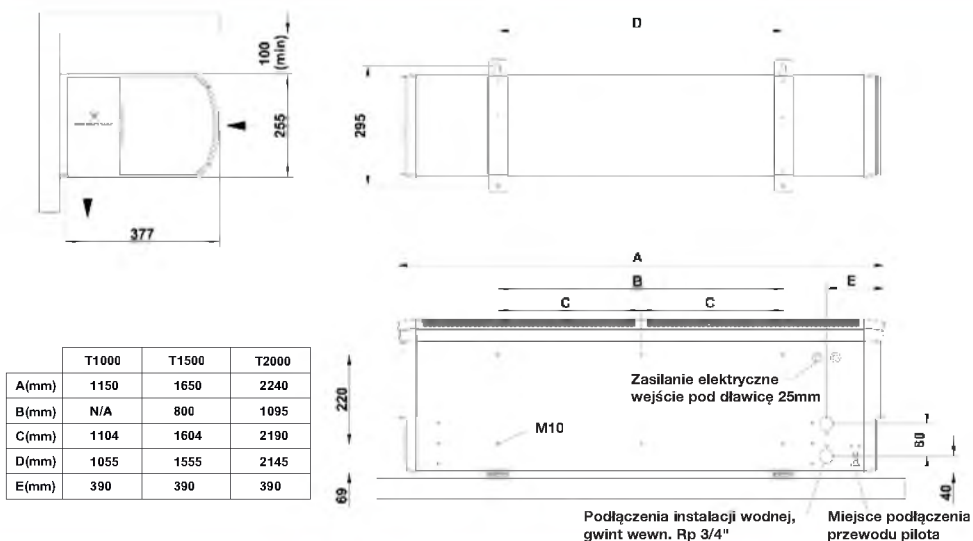 100
(min)
255
377
D
295
A
B
E
C
C
T1000 T1500 T2000
A(mm) 1150 1650 2240
B(mm) N/A 800 1095
C(mm) 1104 1604 2190
D(mm) 1055 1555 2145
E(mm) 390 390 390
220
69
M10
Zasilanie elektryczne
wejście pod dławicę 25mm
60
40
Podłączenia instalacji wodnej,
gwint wewn. Rp 3/4"
Miejsce podłączenia
przewodu pilota